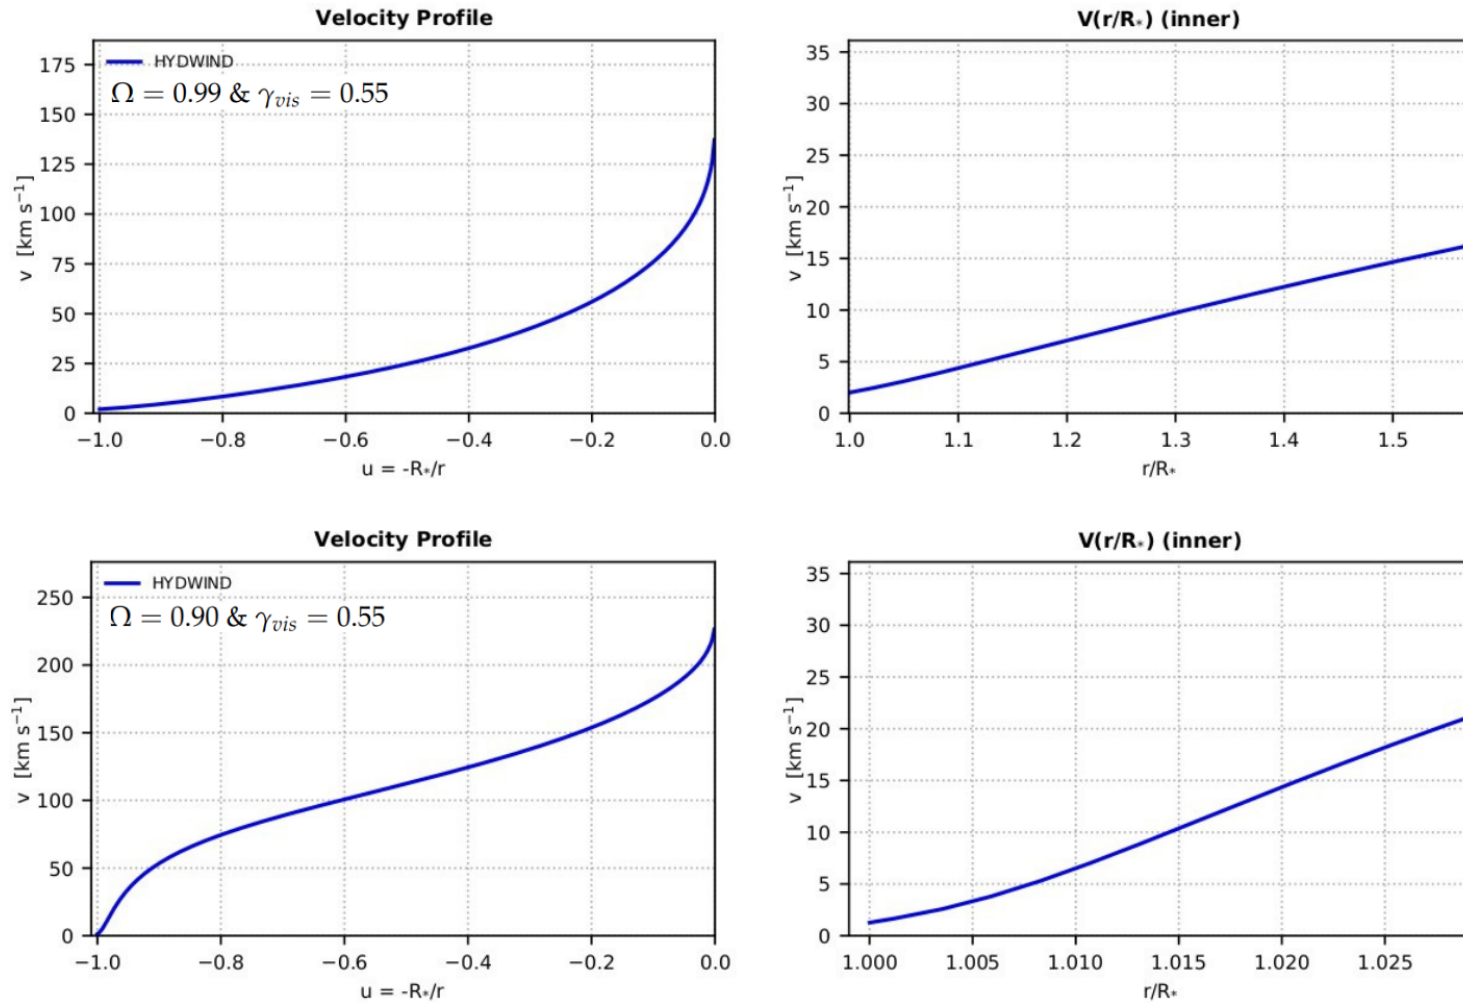 Velocity Profile
HYDWIND
Ω = 0.99 & γvis = 0.55
175
150
125
100
75
50
25
0
v [km s⁻¹]
−1.0 −0.8 −0.6 −0.4 −0.2 0.0
u = -R*/r
V(r/R*) (inner)
35
30
25
20
15
10
5
0
v [km s⁻¹]
1.0 1.1 1.2 1.3 1.4 1.5
r/R*
Velocity Profile
HYDWIND
Ω = 0.90 & γvis = 0.55
250
200
150
100
50
0
v [km s⁻¹]
−1.0 −0.8 −0.6 −0.4 −0.2 0.0
u = -R*/r
V(r/R*) (inner)
35
30
25
20
15
10
5
0
v [km s⁻¹]
1.000 1.005 1.010 1.015 1.020 1.025
r/R*